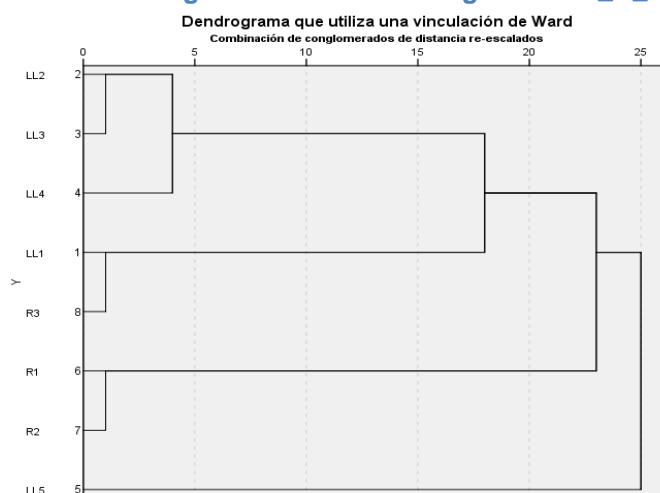 Dendrograma que utiliza una vinculación de Ward
Combinación de conglomerados de distancia re-escalados
0 5 10 15 20 25
LL2 2
LL3 3
LL4 4
LL1 1
Y
R3 8
R1 6
R2 7
LL5 5